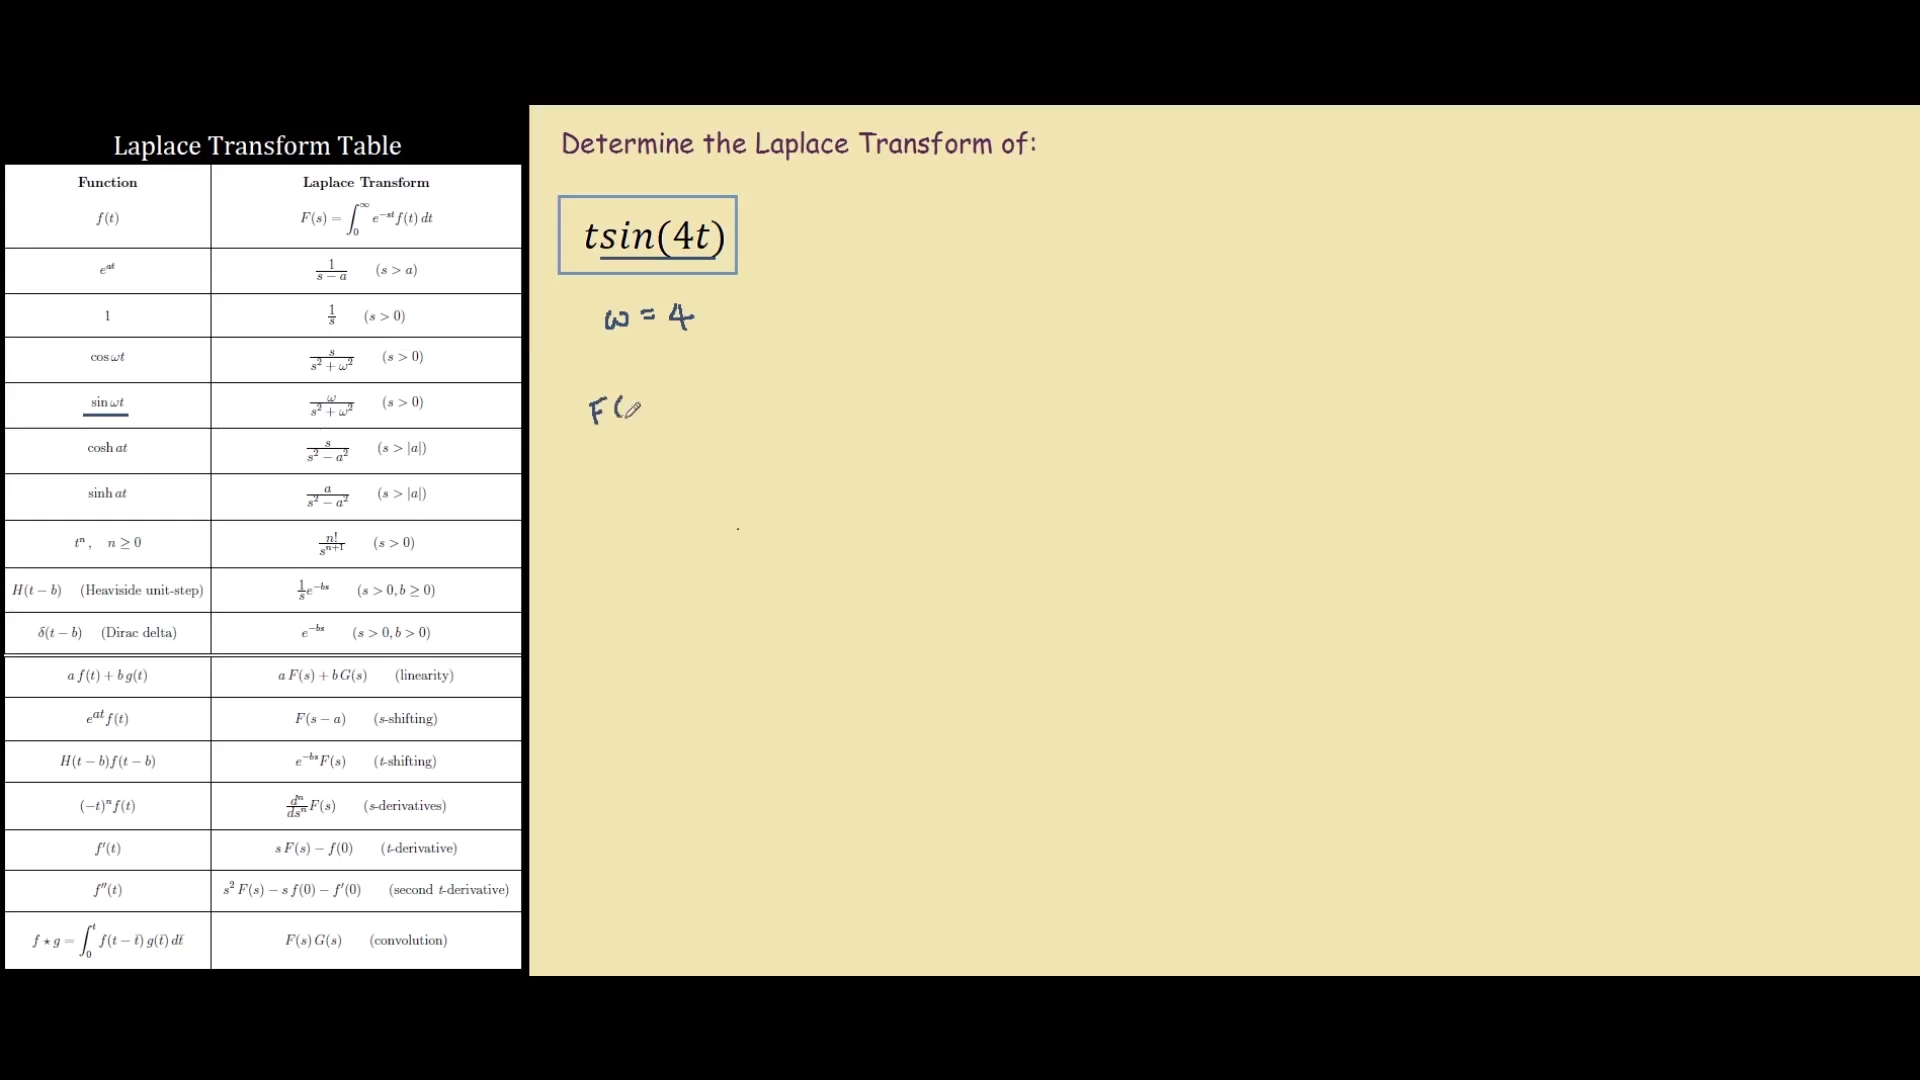 Laplace Transform Table
Function Laplace Transform
f(t) F(s) = ∫₀^∞ e^{-st} f(t) dt
e^{at} 1/(s − a) (s > a)
1 1/s (s > 0)
cos ωt s/(s² + ω²) (s > 0)
sin ωt ω/(s² + ω²) (s > 0)
cosh at s/(s² − a²) (s > |a|)
sinh at a/(s² − a²) (s > |a|)
tⁿ, n ≥ 0 n!/s^{n+1} (s > 0)
H(t − b) (Heaviside unit-step) 1/s e^{-bs} (s > 0, b ≥ 0)
δ(t − b) (Dirac delta) e^{-bs} (s > 0, b > 0)
a f(t) + b g(t) a F(s) + b G(s) (linearity)
e^{at} f(t) F(s − a) (s-shifting)
H(t − b)f(t − b) e^{-bs}F(s) (t-shifting)
(−t)ⁿ f(t) dⁿ/dsⁿ F(s) (s-derivatives)
f′(t) s F(s) − f(0) (t-derivative)
f″(t) s² F(s) − s f(0) − f′(0) (second t-derivative)
f ⋆ g = ∫₀^t f(t − t̄) g(t̄) dt̄ F(s) G(s) (convolution)
Determine the Laplace Transform of:
tsin(4t)
ω = 4
F(